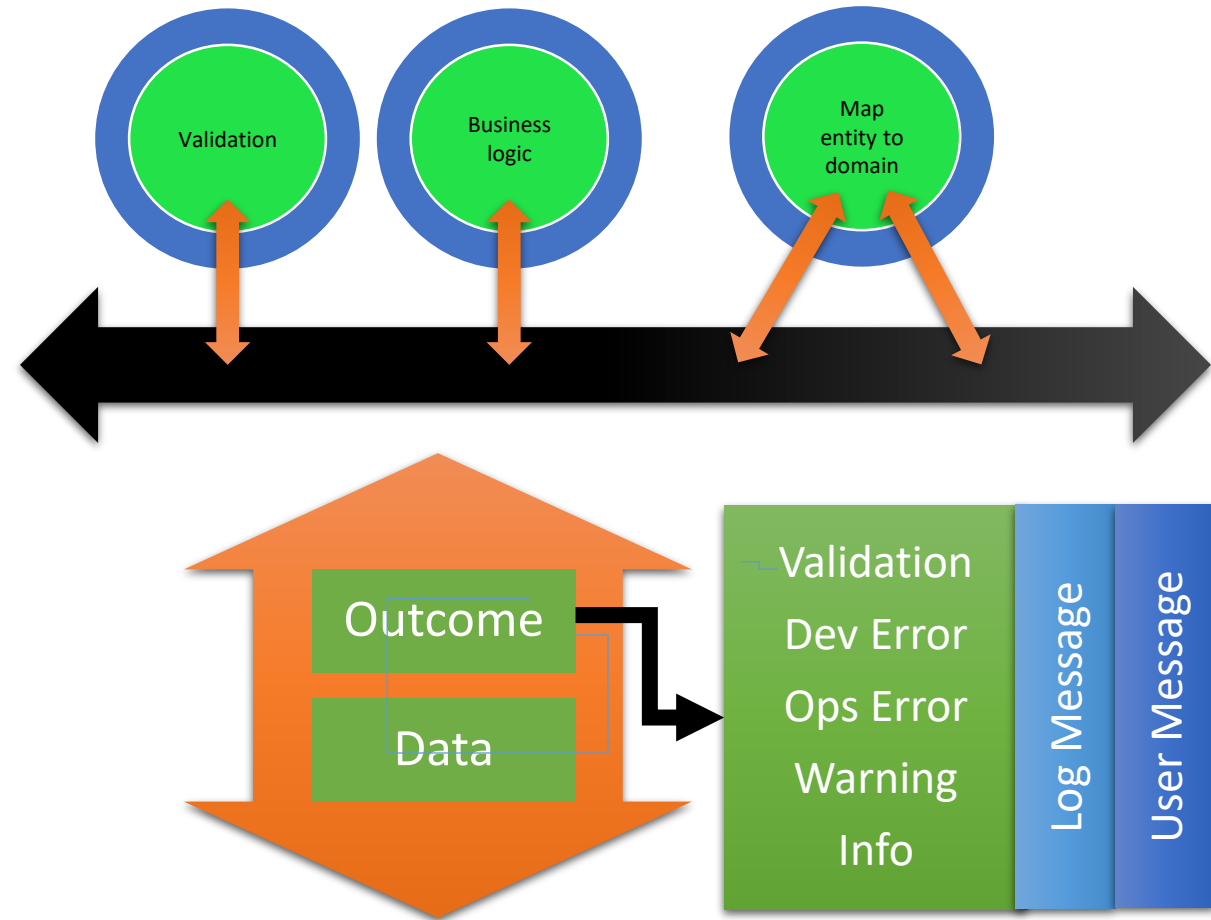 Validation
Business
logic
Map
entity to
domain
Outcome
Data
Validation
Dev Error
Ops Error
Warning
Info
Log Message
User Message